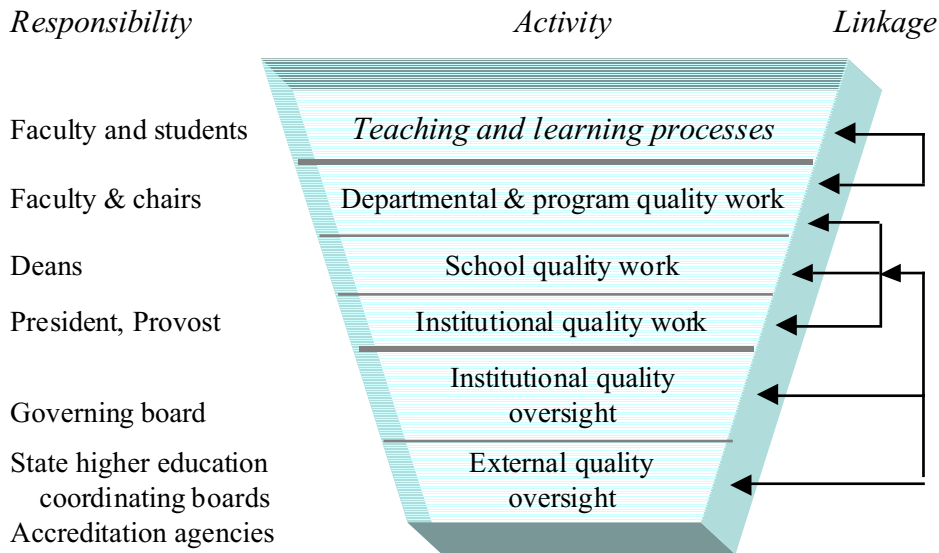 Responsibility Activity Linkage
Faculty and students Teaching and learning processes
Faculty & chairs Departmental & program quality work
Deans School quality work
President, Provost Institutional quality work
Institutional quality
Governing board oversight
State higher education External quality
coordinating boards oversight
Accreditation agencies